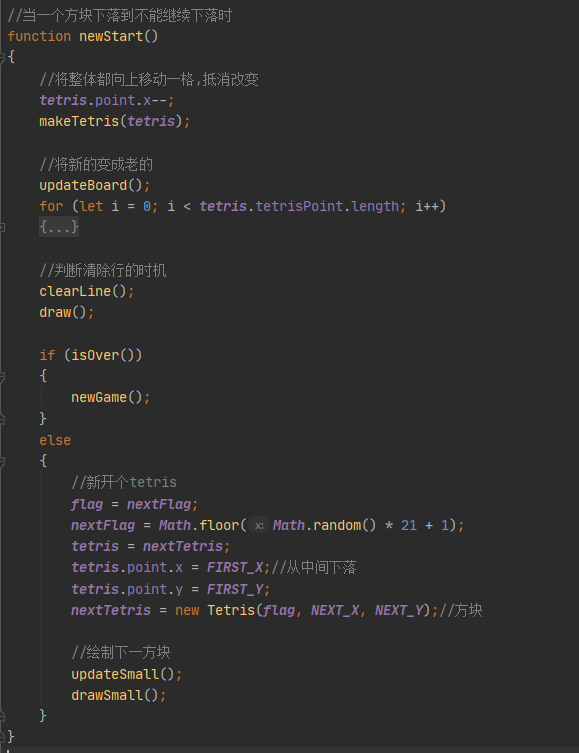 //当一个方块下落到不能继续下落时
function newStart()
{
    //将整体都向上移动一格,抵消改变
    tetris.point.x--;
    makeTetris(tetris);
    //将新的变成老的
    updateBoard();
    for (let i = 0; i < tetris.tetrisPoint.length; i++)
    {...}
    //判断清除行的时机
    clearLine();
    draw();
    if (isOver())
    {
        newGame();
    }
    else
    {
        //新开个tetris
        flag = nextFlag;
        nextFlag = Math.floor( x: Math.random() * 21 + 1);
        tetris = nextTetris;
        tetris.point.x = FIRST_X;//从中间下落
        tetris.point.y = FIRST_Y;
        nextTetris = new Tetris(flag, NEXT_X, NEXT_Y);//方块
        //绘制下一方块
        updateSmall();
        drawSmall();
    }
}